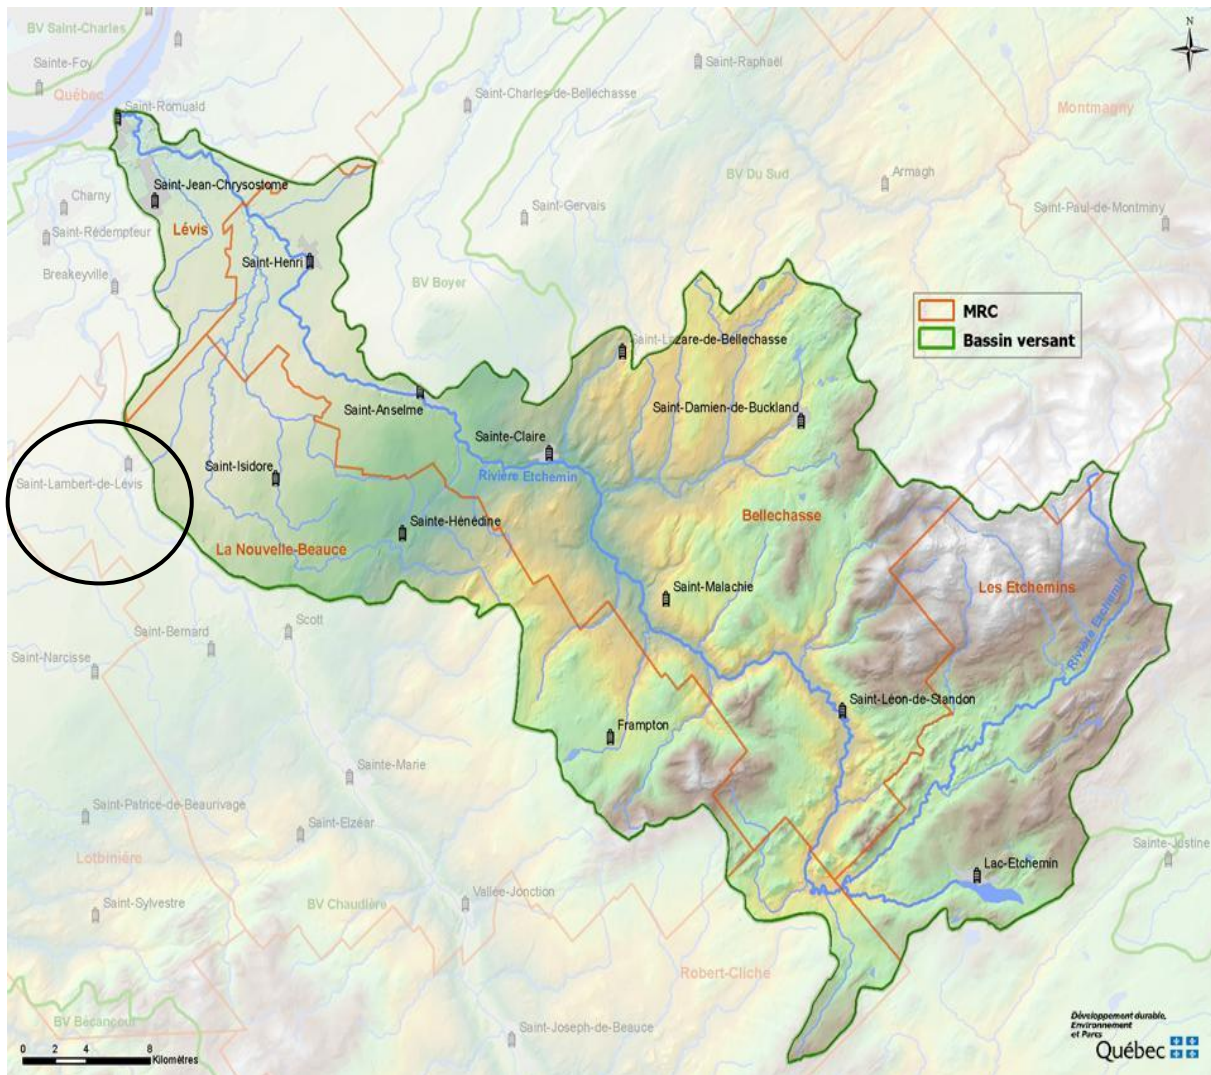 BV Saint-Charles
N
Sainte-Foy
Saint-Raphaël
Québec
Saint-Charles-de-Bellechasse
Saint-Romuald
Montmagny
BV Du Sud
Armagh
Saint-Jean-Chrysostome
Charny
Saint-Gervais
Saint-Paul-de-Montminy
Lévis
Saint-Rédempteur
Saint-Henri
Breakeyville
BV Boyer
MRC
Bassin versant
Saint-Lazare-de-Bellechasse
Saint-Anselme
Saint-Damien-de-Buckland
Sainte-Claire
Saint-Isidore
Rivière Etchemin
Saint-Lambert-de-Lévis
Bellechasse
Sainte-Hénédine
La Nouvelle-Beauce
Saint-Malachie
Les Etchemins
Rivière Etchemin
Saint-Bernard
Scott
Saint-Narcisse
Saint-Léon-de-Standon
Frampton
Sainte-Marie
Saint-Patrice-de-Beaurivage
Saint-Elzéar
Sainte-Justine
Lotbinière
Lac-Etchemin
Vallée-Jonction
Saint-Sylvestre
BV Chaudière
Robert-Cliche
BV Bécancour
Saint-Joseph-de-Beauce
Développement durable,
Environnement
et Parcs
Québec
0 2 4 8
Kilomètres